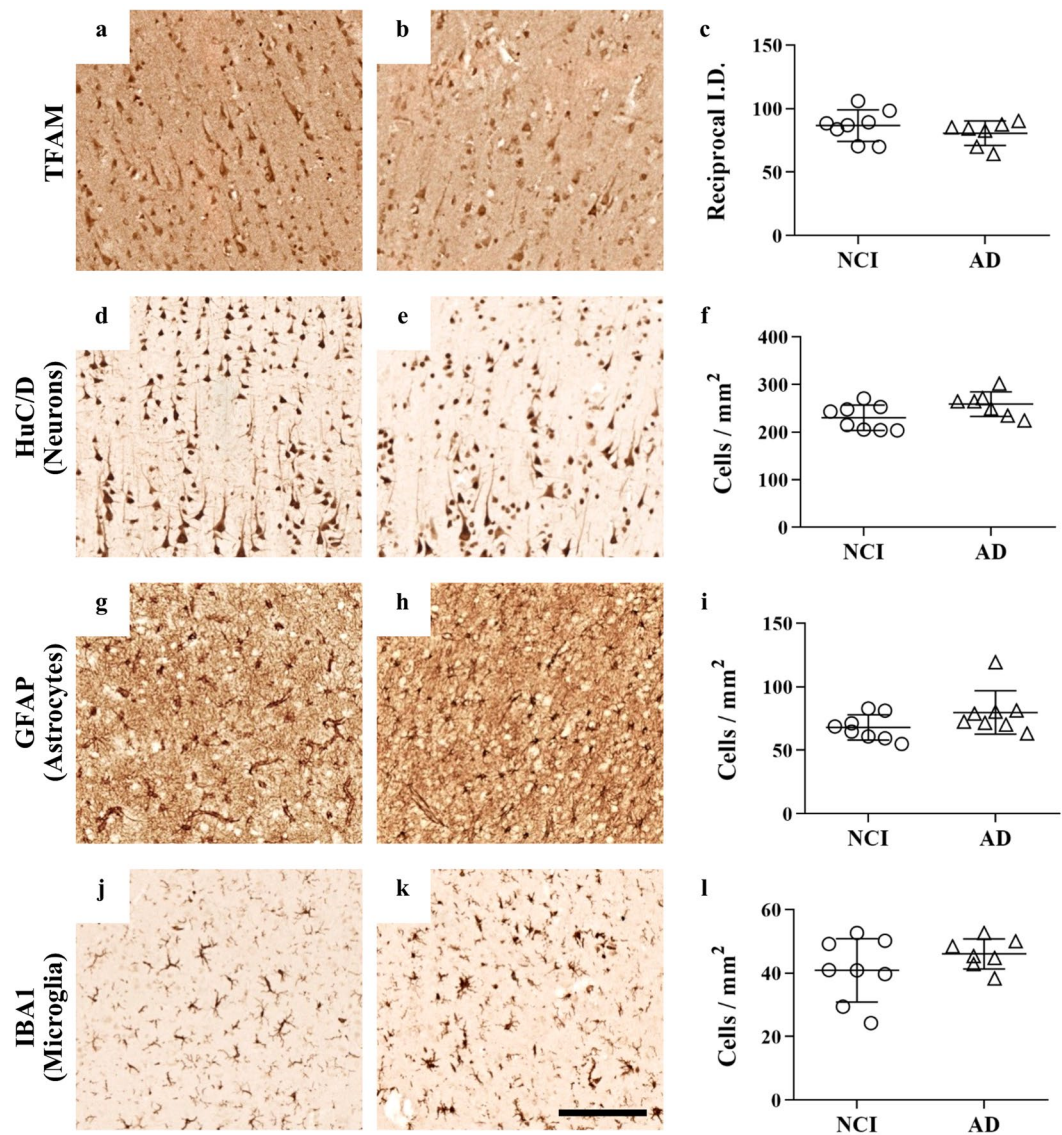 a
b
c
TFAM
Reciprocal I.D.
150
100
50
0
NCI
AD
d
e
f
HuC/D
(Neurons)
Cells / mm²
400
300
200
100
0
NCI
AD
g
h
i
GFAP
(Astrocytes)
Cells / mm²
150
100
50
0
NCI
AD
j
k
l
IBA1
(Microglia)
Cells / mm²
60
40
20
0
NCI
AD